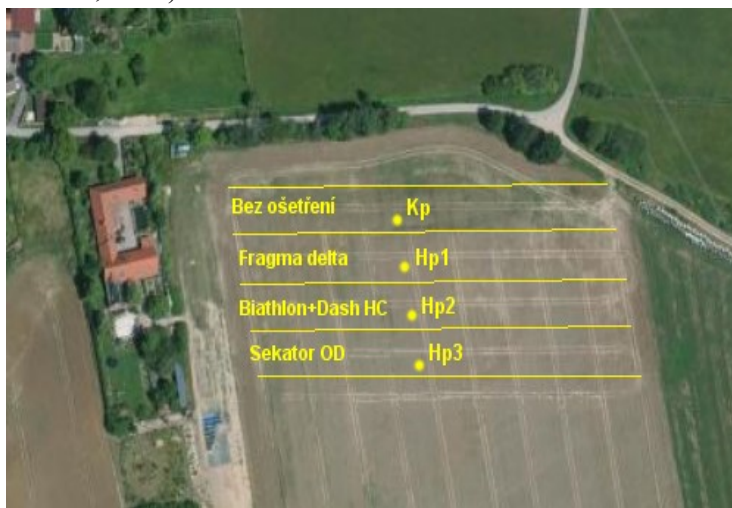 Bez ošetření
Kp
Fragma delta
Hp1
Biathlon+Dash HC
Hp2
Sekator OD
Hp3